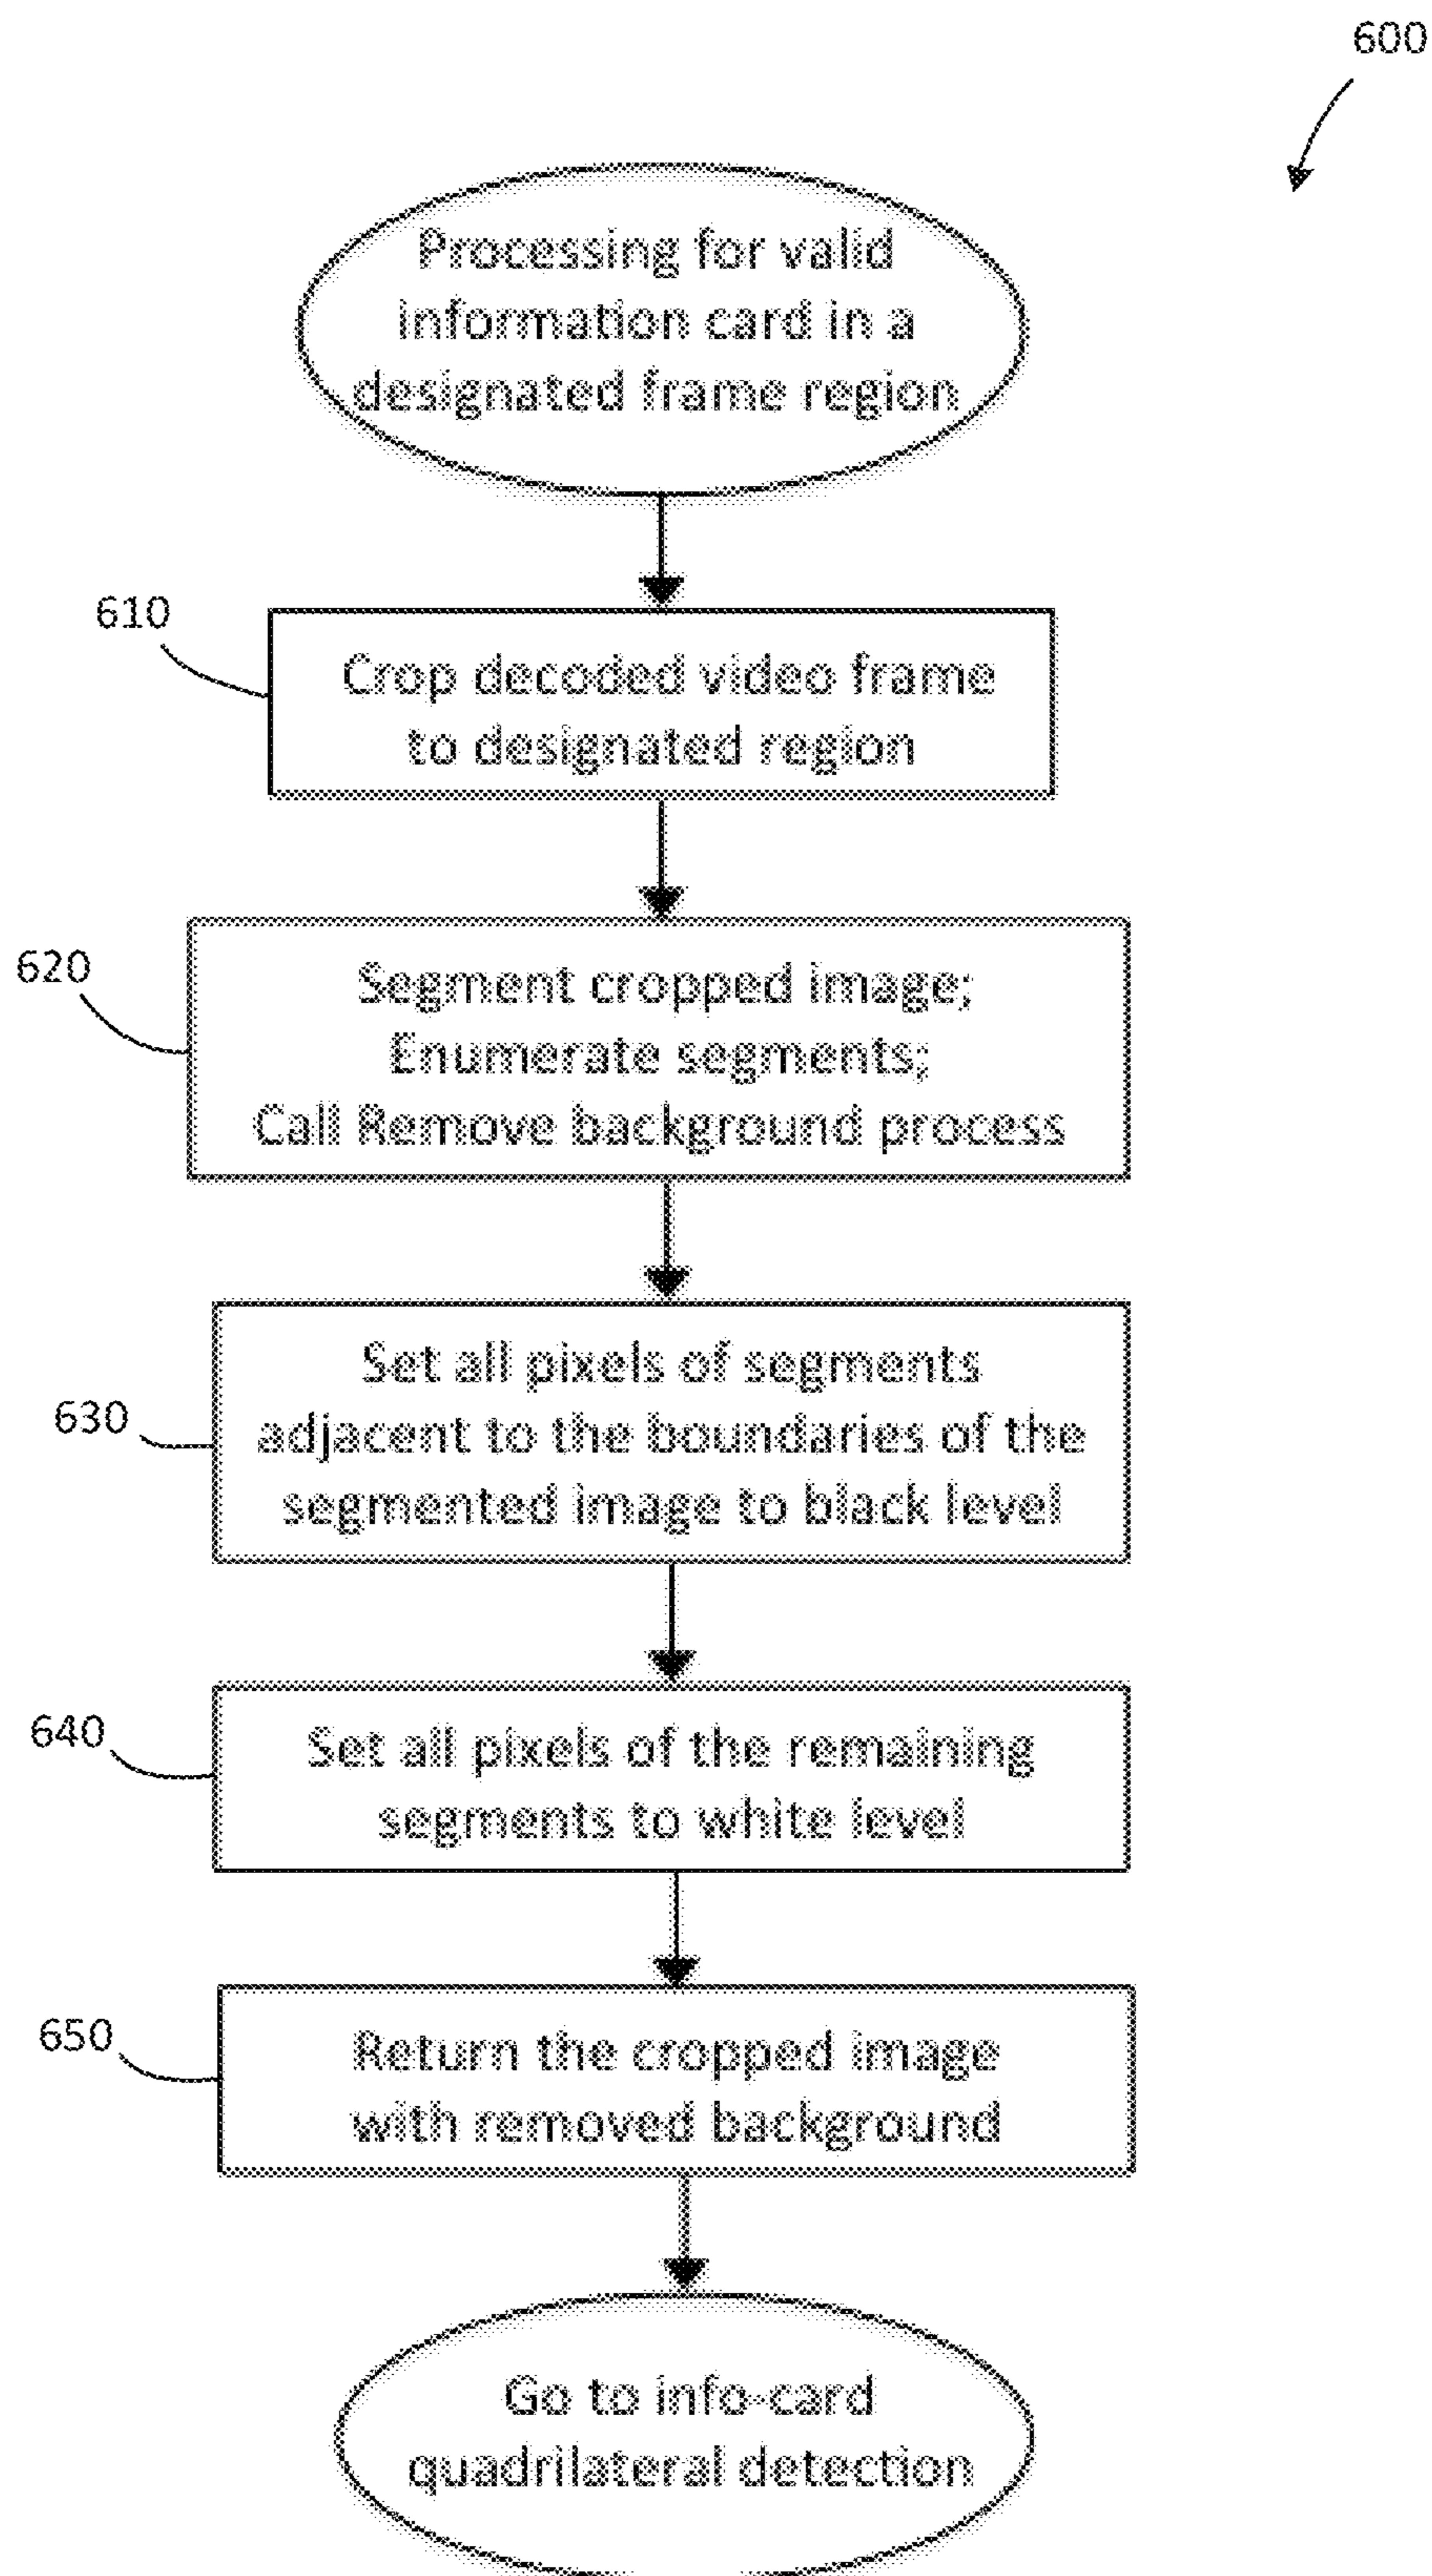 600
Processing for valid
information card in a
designated frame region
610
Crop decoded video frame
to designated region
620
Segment cropped image;
Enumerate segments;
Call Remove background process
630
Set all pixels of segments
adjacent to the boundaries of the
segmented image to black level
640
Set all pixels of the remaining
segments to white level
650
Return the cropped image
with removed background
Go to info-card
quadrilateral detection